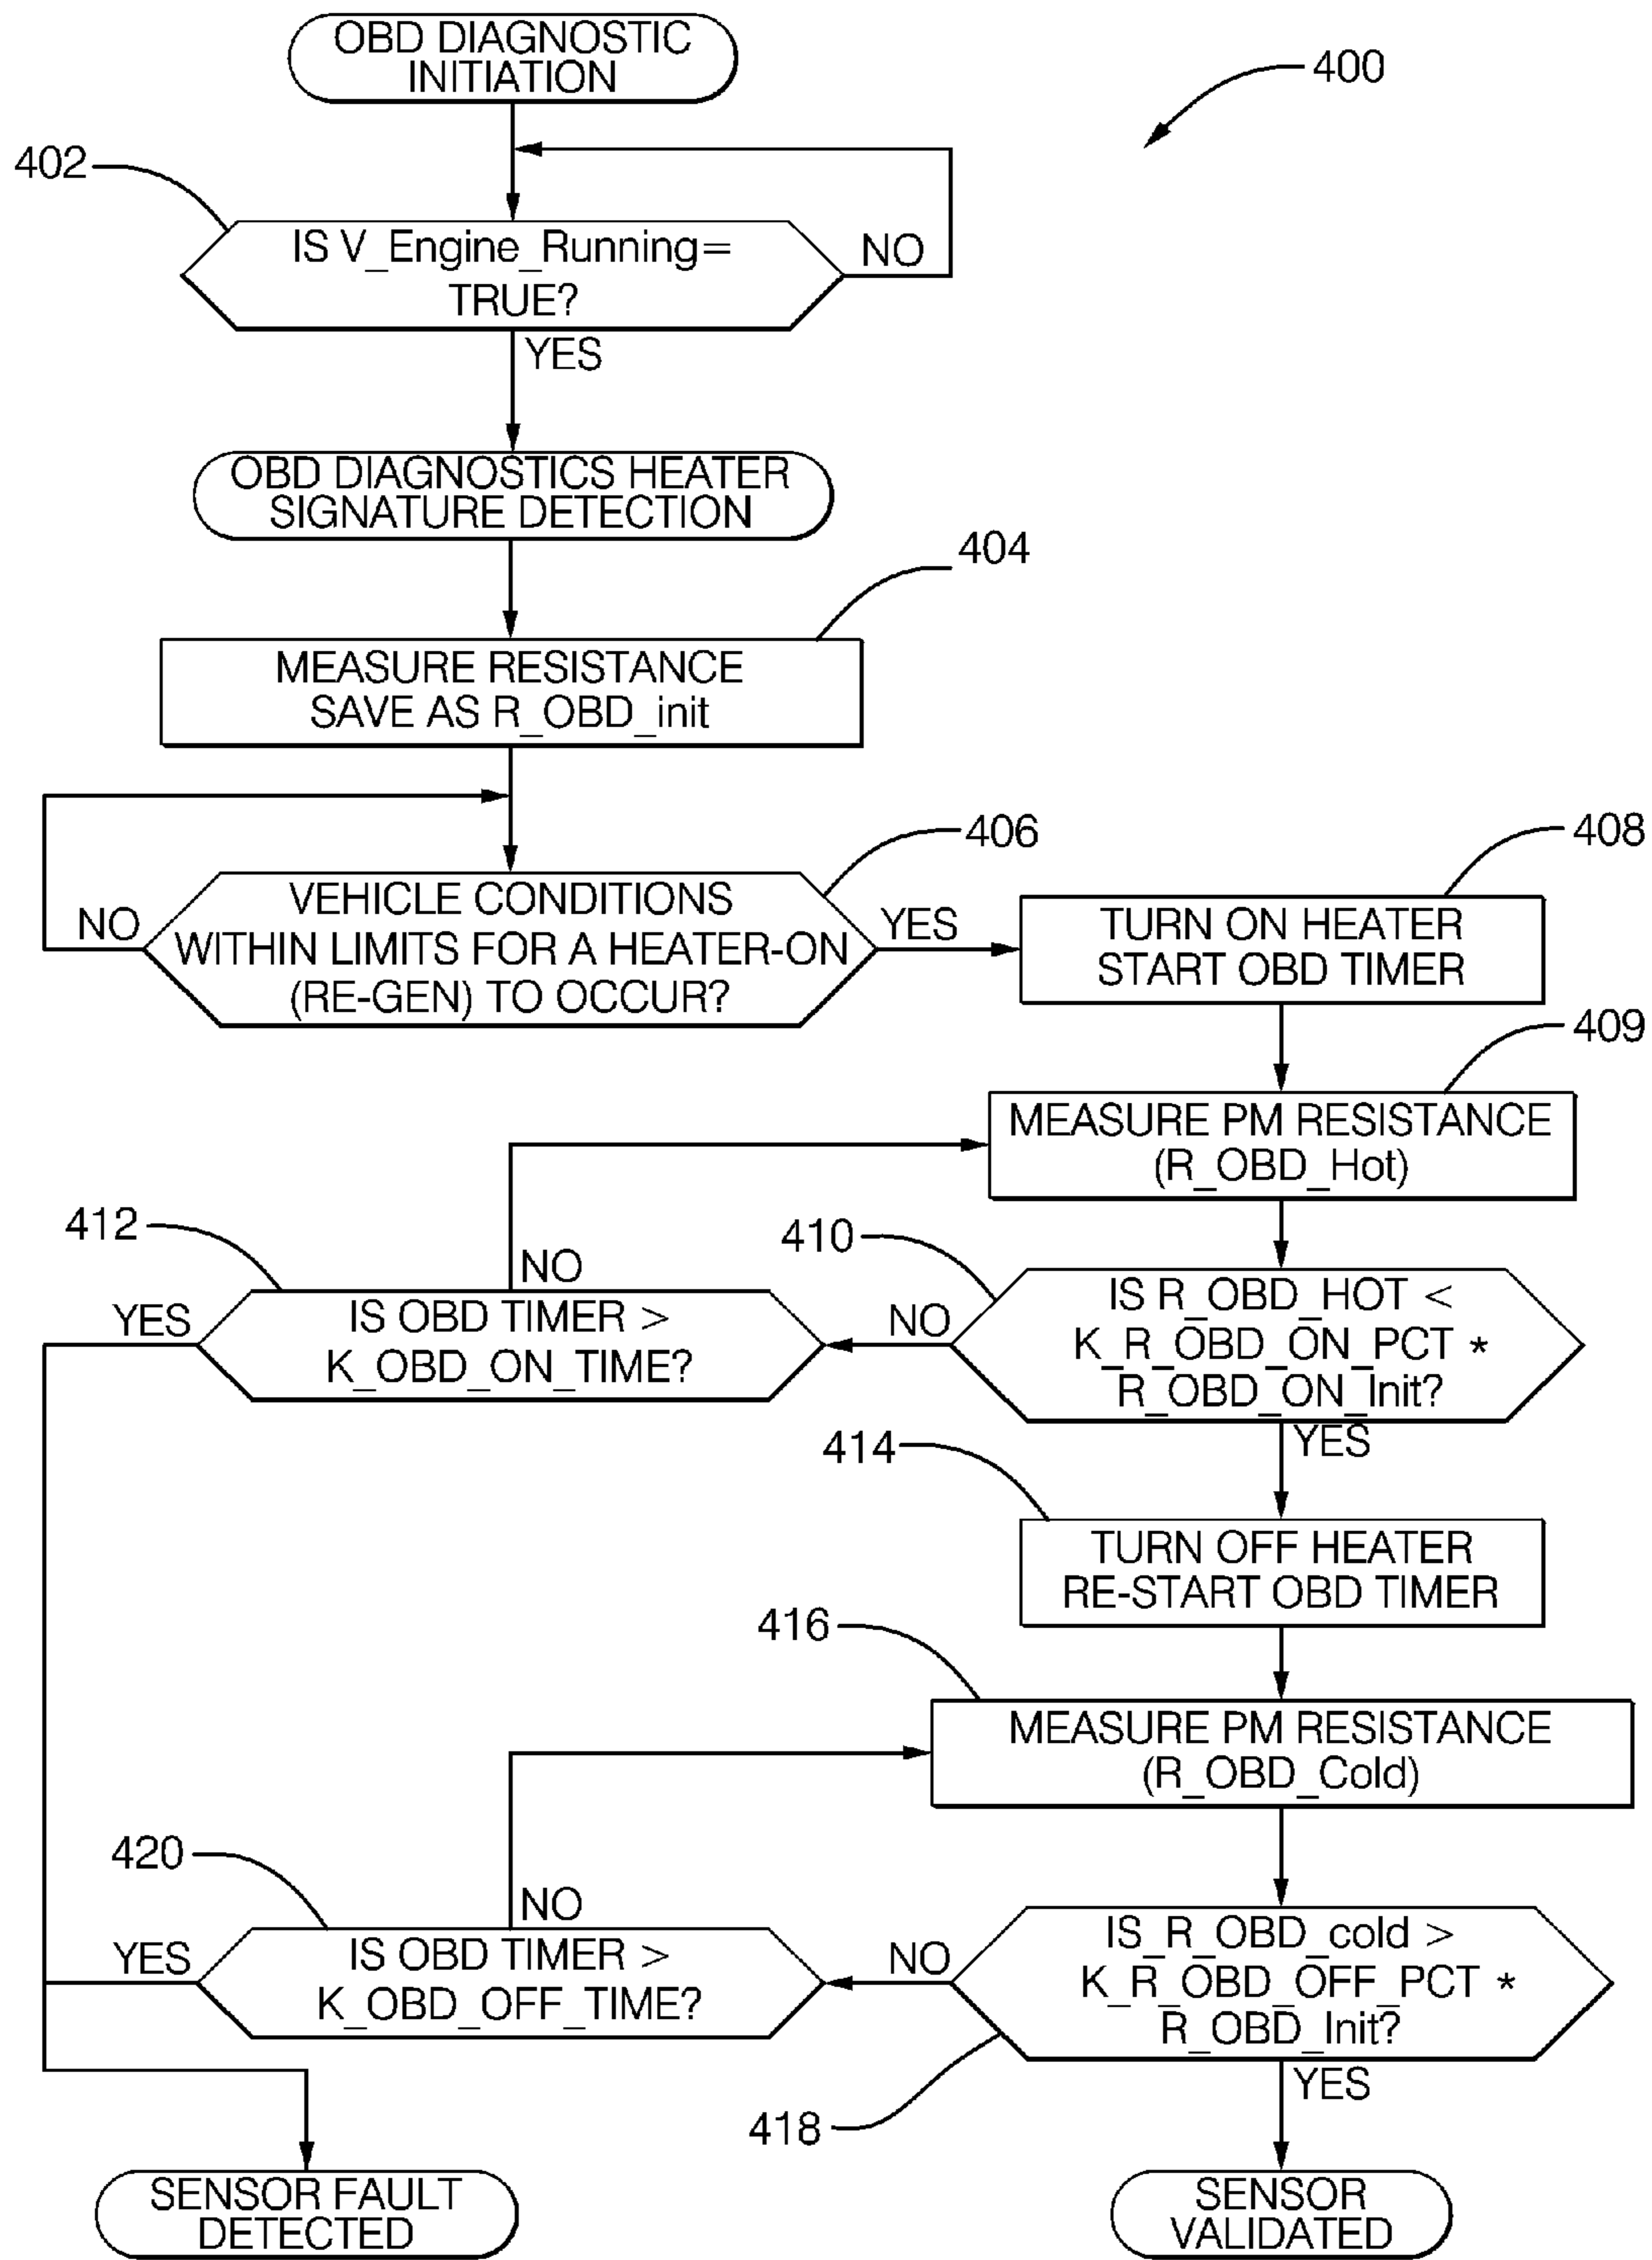 OBD DIAGNOSTIC
INITIATION
400
402
IS V_Engine_Running=
TRUE?
NO
YES
OBD DIAGNOSTICS HEATER
SIGNATURE DETECTION
404
MEASURE RESISTANCE
SAVE AS R_OBD_init
406
408
VEHICLE CONDITIONS
WITHIN LIMITS FOR A HEATER-ON
(RE-GEN) TO OCCUR?
NO
YES
TURN ON HEATER
START OBD TIMER
409
MEASURE PM RESISTANCE
(R_OBD_Hot)
412
410
NO
IS R_OBD_HOT <
K_R_OBD_ON_PCT *
R_OBD_ON_Init?
YES
IS OBD TIMER >
K_OBD_ON_TIME?
NO
YES
414
TURN OFF HEATER
RE-START OBD TIMER
416
MEASURE PM RESISTANCE
(R_OBD_Cold)
420
NO
IS_R_OBD_cold >
K_R_OBD_OFF_PCT *
R_OBD_Init?
YES
IS OBD TIMER >
K_OBD_OFF_TIME?
NO
YES
418
SENSOR FAULT
DETECTED
SENSOR
VALIDATED